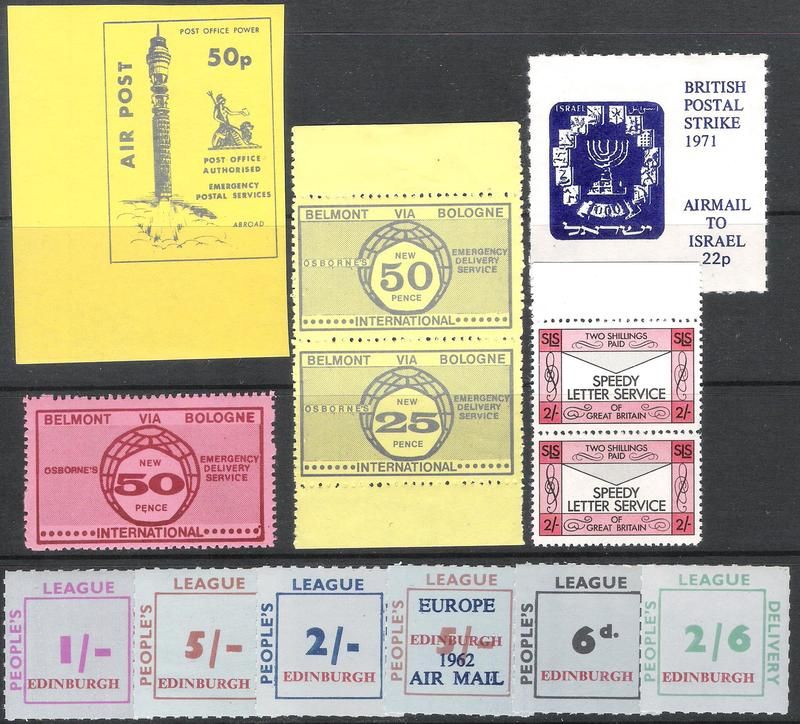 POST OFFICE POWER
50p
AIR POST
POST OFFICE
AUTHORISED
EMERGENCY
POSTAL SERVICES
ABROAD
ISRAEL
ישראל
BRITISH
POSTAL
STRIKE
1971
AIRMAIL
TO
ISRAEL
22p
BELMONT VIA BOLOGNE
OSBORNE'S
NEW
50
PENCE
EMERGENCY
DELIVERY
SERVICE
INTERNATIONAL
BELMONT VIA BOLOGNE
OSBORNE'S
NEW
25
PENCE
EMERGENCY
DELIVERY
SERVICE
INTERNATIONAL
SLS
TWO SHILLINGS
PAID
SLS
SPEEDY
LETTER SERVICE
2/-
OF
GREAT BRITAIN
2/-
SLS
TWO SHILLINGS
PAID
SLS
SPEEDY
LETTER SERVICE
2/-
OF
GREAT BRITAIN
2/-
BELMONT VIA BOLOGNE
OSBORNE'S
NEW
50
PENCE
EMERGENCY
DELIVERY
SERVICE
INTERNATIONAL
PEOPLE'S
LEAGUE
1/-
EDINBURGH
PEOPLE'S
LEAGUE
5/-
EDINBURGH
PEOPLE'S
LEAGUE
2/-
EDINBURGH
PEOPLE'S
LEAGUE
EUROPE
5/-
EDINBURGH
1962
AIR MAIL
PEOPLE'S
LEAGUE
6d.
EDINBURGH
PEOPLE'S
LEAGUE
2/6
EDINBURGH
DELIVERY